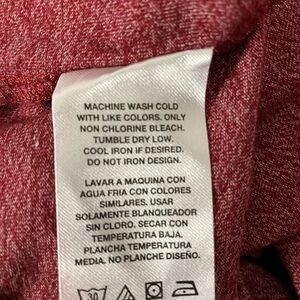 MACHINE WASH COLD
WITH LIKE COLORS. ONLY
NON CHLORINE BLEACH.
TUMBLE DRY LOW.
COOL IRON IF DESIRED.
DO NOT IRON DESIGN.
LAVAR A MAQUINA CON
AGUA FRIA CON COLORES
SIMILARES. USAR
SOLAMENTE BLANQUEADOR
SIN CLORO. SECAR CON
TEMPERATURA BAJA.
PLANCHA TEMPERATURA
MEDIA. NO PLANCHE DISEÑO.
30